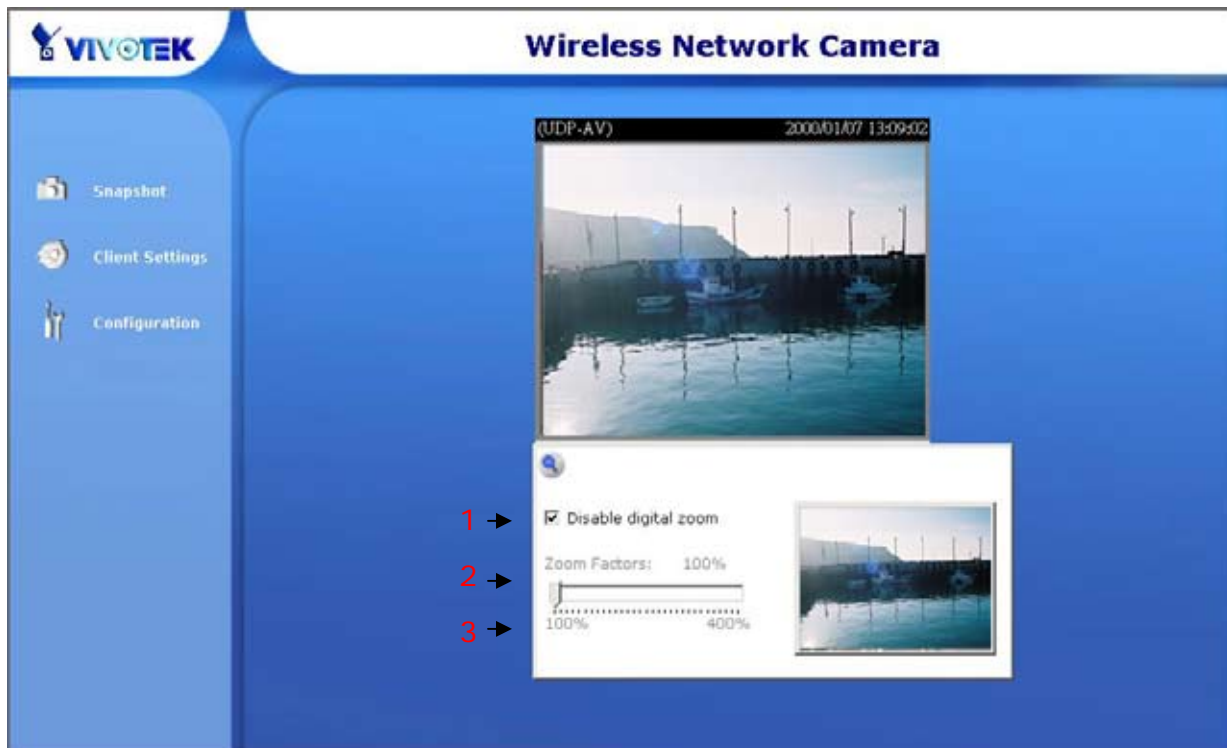 VIVOTEK
Wireless Network Camera
(UDP-AV) 2000/01/07 13:09:02
Snapshot
Client Settings
Configuration
1
Disable digital zoom
Zoom Factors: 100%
2
100% 400%
3